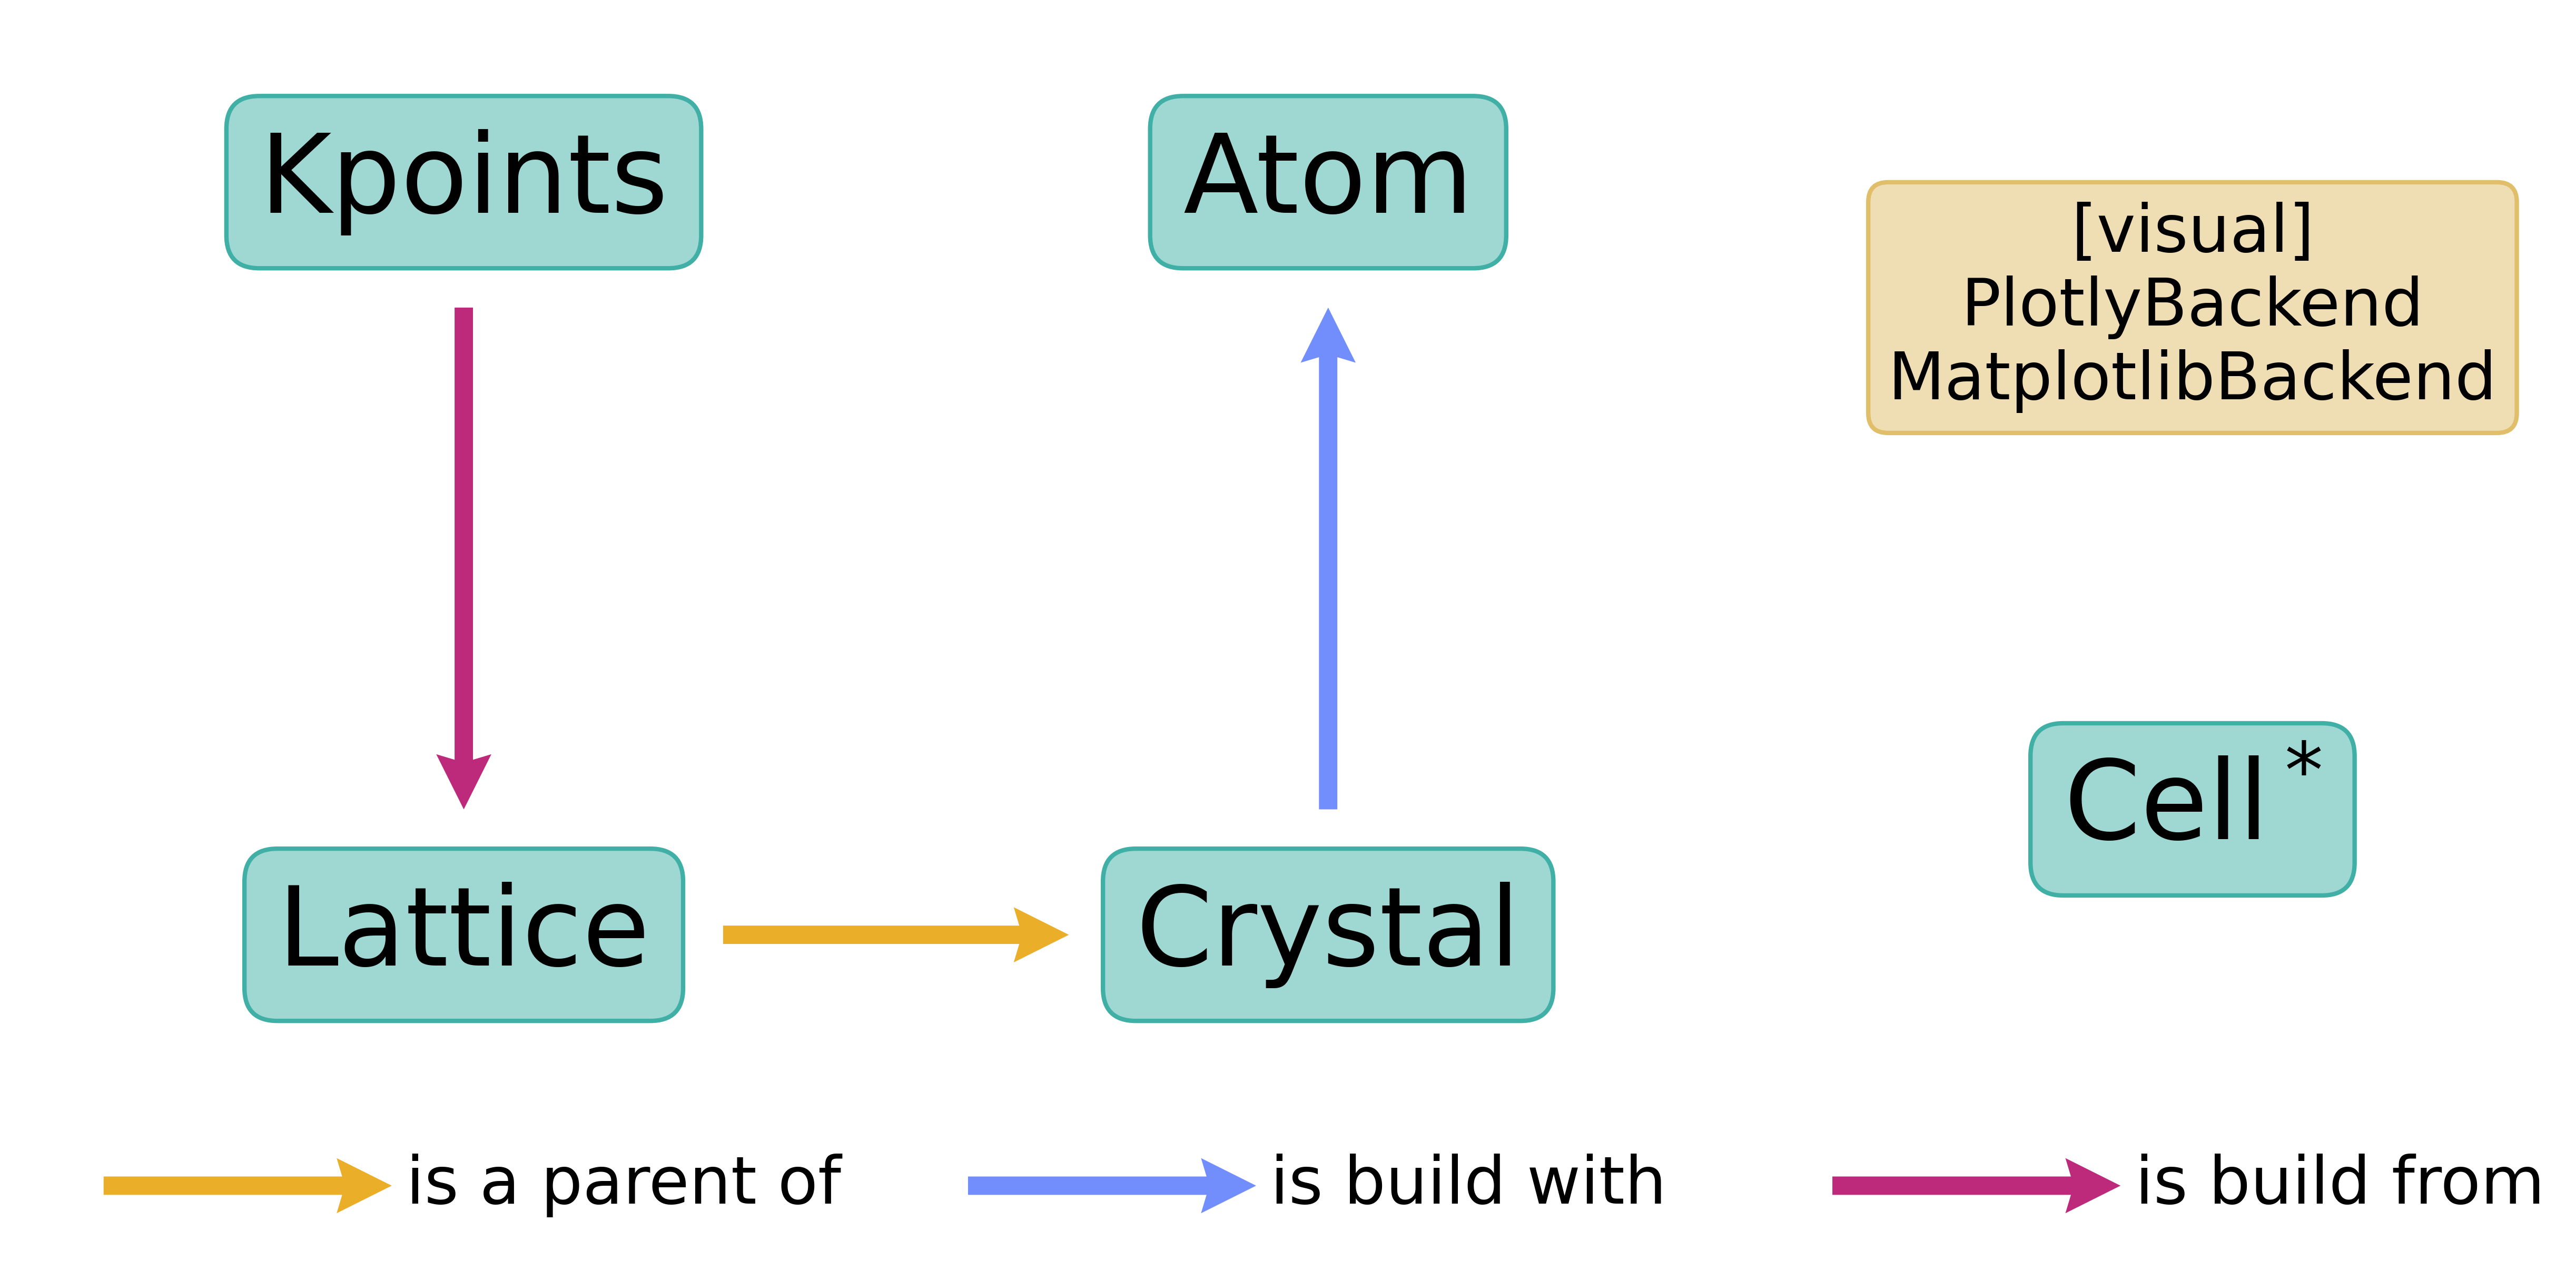 Kpoints
Atom
[visual]
PlotlyBackend
MatplotlibBackend
Cell*
Lattice
Crystal
is a parent of
is build with
is build from